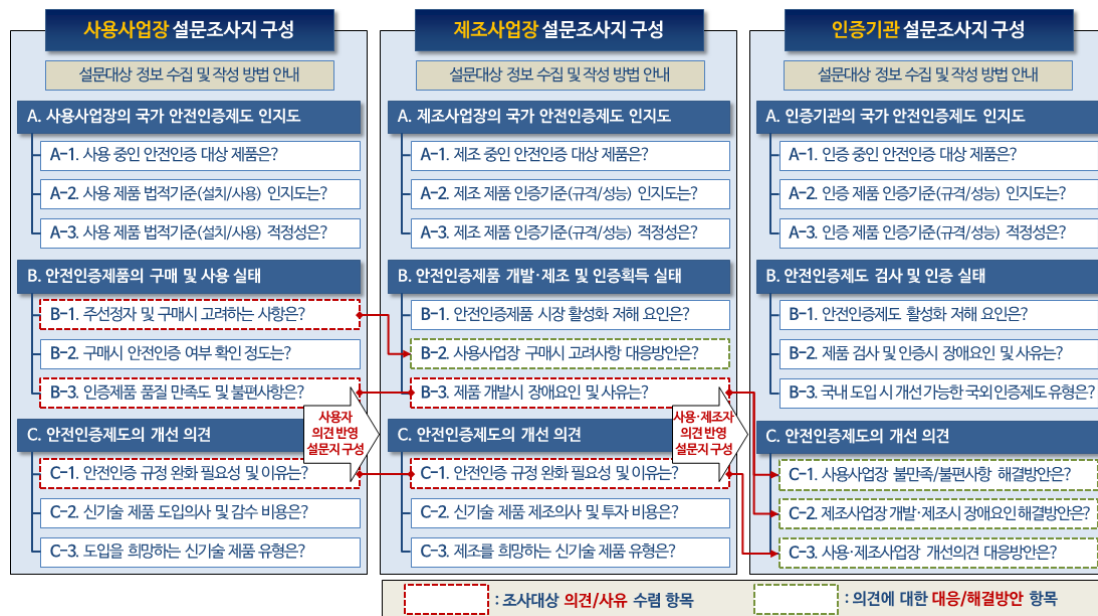 사용사업장 설문조사지 구성
설문대상 정보 수집 및 작성 방법 안내
A. 사용사업장의 국가 안전인증제도 인지도
A-1. 사용 중인 안전인증 대상 제품은?
A-2. 사용 제품 법적기준(설치/사용) 인지도는?
A-3. 사용 제품 법적기준(설치/사용) 적정성은?
B. 안전인증제품의 구매 및 사용 실태
B-1. 주선정자 및 구매시 고려하는 사항은?
B-2. 구매시 안전인증 여부 확인 정도는?
B-3. 인증제품 품질 만족도 및 불편사항은?
C. 안전인증제도의 개선 의견
C-1. 안전인증 규정 완화 필요성 및 이유는?
C-2. 신기술 제품 도입의사 및 감수 비용은?
C-3. 도입을 희망하는 신기술 제품 유형은?
사용자
의견 반영
설문지 구성
제조사업장 설문조사지 구성
설문대상 정보 수집 및 작성 방법 안내
A. 제조사업장의 국가 안전인증제도 인지도
A-1. 제조 중인 안전인증 대상 제품은?
A-2. 제조 제품 인증기준(규격/성능) 인지도는?
A-3. 제조 제품 인증기준(규격/성능) 적정성은?
B. 안전인증제품 개발·제조 및 인증획득 실태
B-1. 안전인증제품 시장 활성화 저해 요인은?
B-2. 사용사업장 구매시 고려사항 대응방안은?
B-3. 제품 개발시 장애요인 및 사유는?
C. 안전인증제도의 개선 의견
C-1. 안전인증 규정 완화 필요성 및 이유는?
C-2. 신기술 제품 제조의사 및 투자 비용은?
C-3. 제조를 희망하는 신기술 제품 유형은?
사용·제조자
의견 반영
설문지 구성
인증기관 설문조사지 구성
설문대상 정보 수집 및 작성 방법 안내
A. 인증기관의 국가 안전인증제도 인지도
A-1. 인증 중인 안전인증 대상 제품은?
A-2. 인증 제품 인증기준(규격/성능) 인지도는?
A-3. 인증 제품 인증기준(규격/성능) 적정성은?
B. 안전인증제도 검사 및 인증 실태
B-1. 안전인증제도 활성화 저해 요인은?
B-2. 제품 검사 및 인증시 장애요인 및 사유는?
B-3. 국내 도입 시 개선 가능한 국외 인증제도 유형은?
C. 안전인증제도의 개선 의견
C-1. 사용사업장 불만족/불편사항 해결방안은?
C-2. 제조사업장 개발·제조시 장애요인 해결방안은?
C-3. 사용·제조사업장 개선의견 대응방안은?
: 조사대상 의견/사유 수렴 항목
: 의견에 대한 대응/해결방안 항목